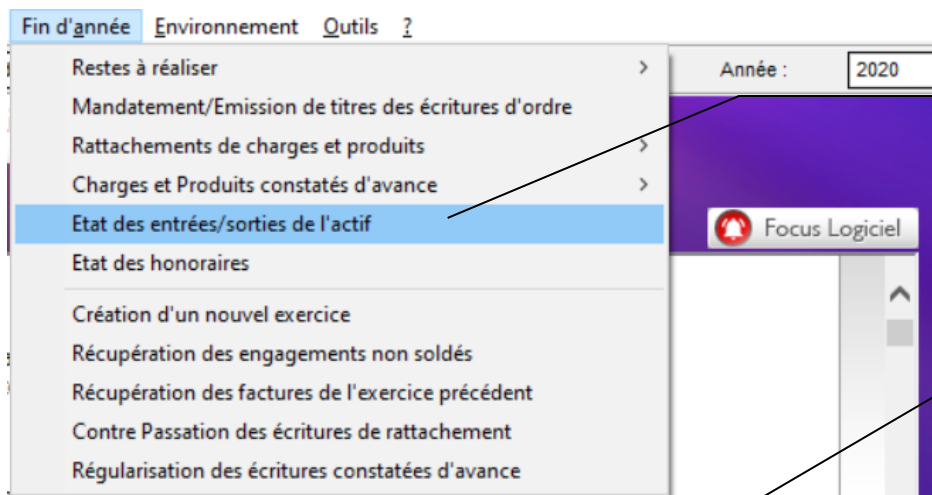 Fin d'année Environnement Outils ?
Restes à réaliser
Année : 2020
Mandatement/Emission de titres des écritures d'ordre
Rattachements de charges et produits
Charges et Produits constatés d'avance
Etat des entrées/sorties de l'actif
Focus Logiciel
Etat des honoraires
Création d'un nouvel exercice
Récupération des engagements non soldés
Récupération des factures de l'exercice précédent
Contre Passation des écritures de rattachement
Régularisation des écritures constatées d'avance